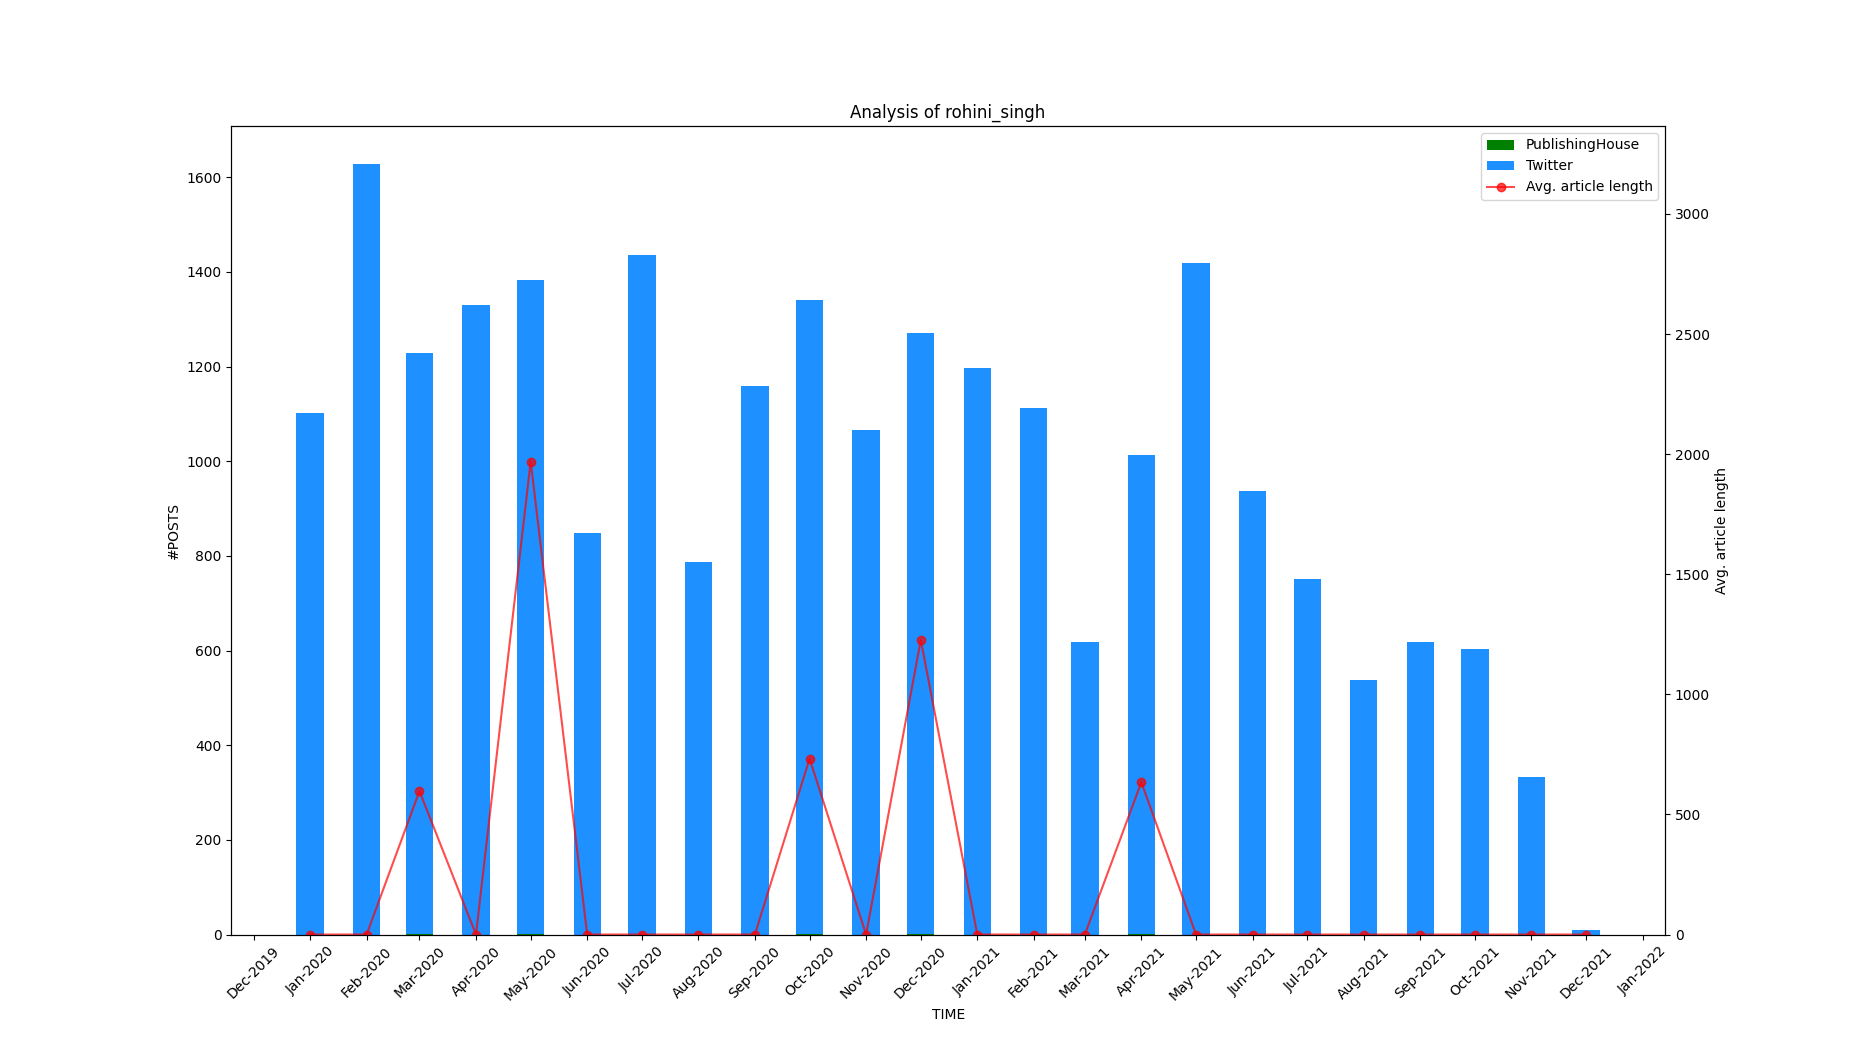 Analysis of rohini_singh
PublishingHouse
Twitter
Avg. article length
1600
1400
1200
1000
800
600
400
200
0
#POSTS
3000
2500
2000
1500
1000
500
0
Avg. article length
Dec-2019
Jan-2020
Feb-2020
Mar-2020
Apr-2020
May-2020
Jun-2020
Jul-2020
Aug-2020
Sep-2020
Oct-2020
Nov-2020
Dec-2020
Jan-2021
Feb-2021
Mar-2021
Apr-2021
May-2021
Jun-2021
Jul-2021
Aug-2021
Sep-2021
Oct-2021
Nov-2021
Dec-2021
Jan-2022
TIME